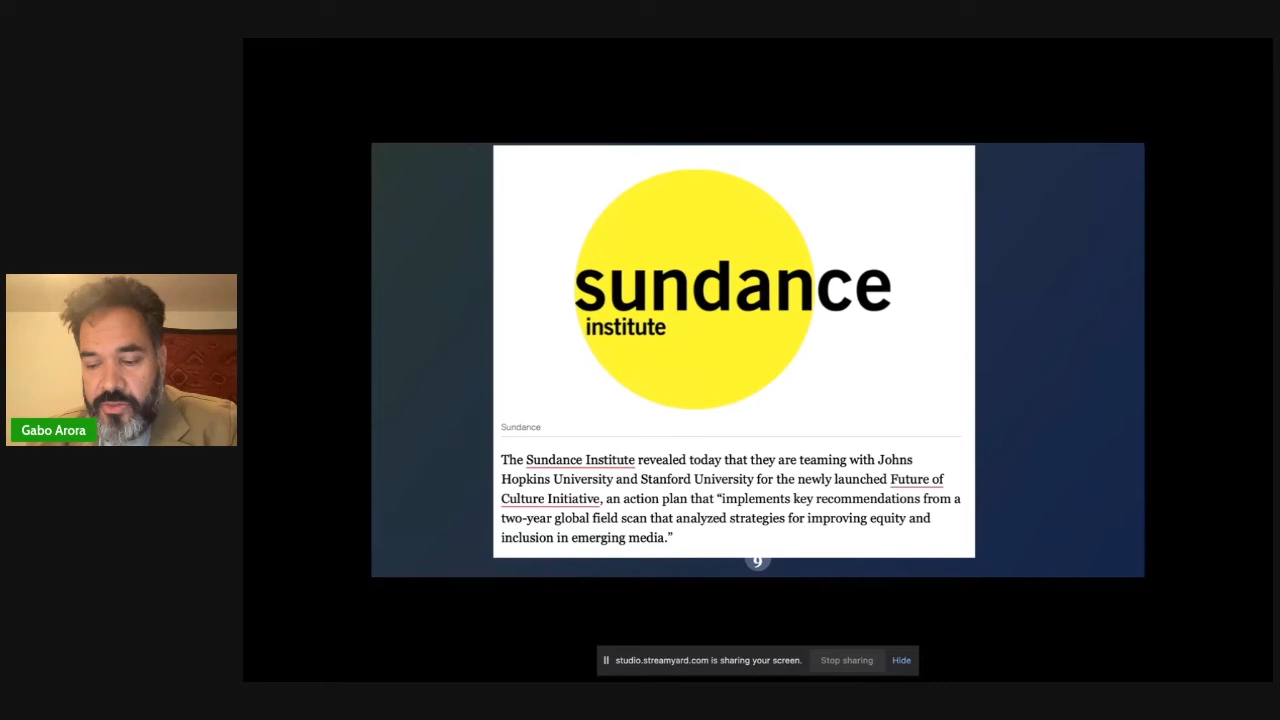 Gabo Arora
sundance
institute
Sundance
The Sundance Institute revealed today that they are teaming with Johns
Hopkins University and Stanford University for the newly launched Future of
Culture Initiative, an action plan that “implements key recommendations from a
two-year global field scan that analyzed strategies for improving equity and
inclusion in emerging media.”
9
studio.streamyard.com is sharing your screen. Stop sharing Hide